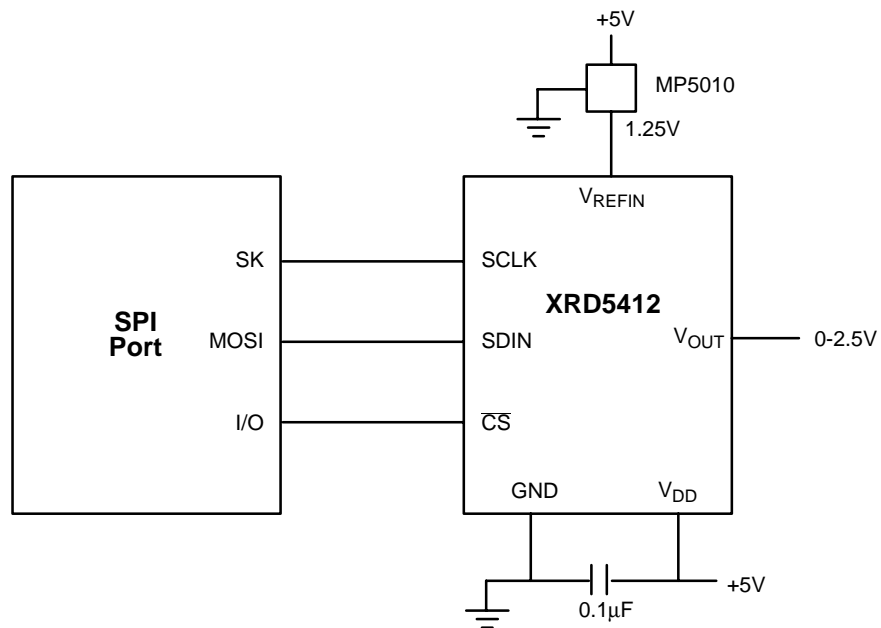 +5V
MP5010
1.25V
VREFIN
SK
SCLK
XRD5412
SPI
Port
MOSI
SDIN
VOUT
0-2.5V
I/O
C̅S̅
GND
VDD
+5V
0.1µF